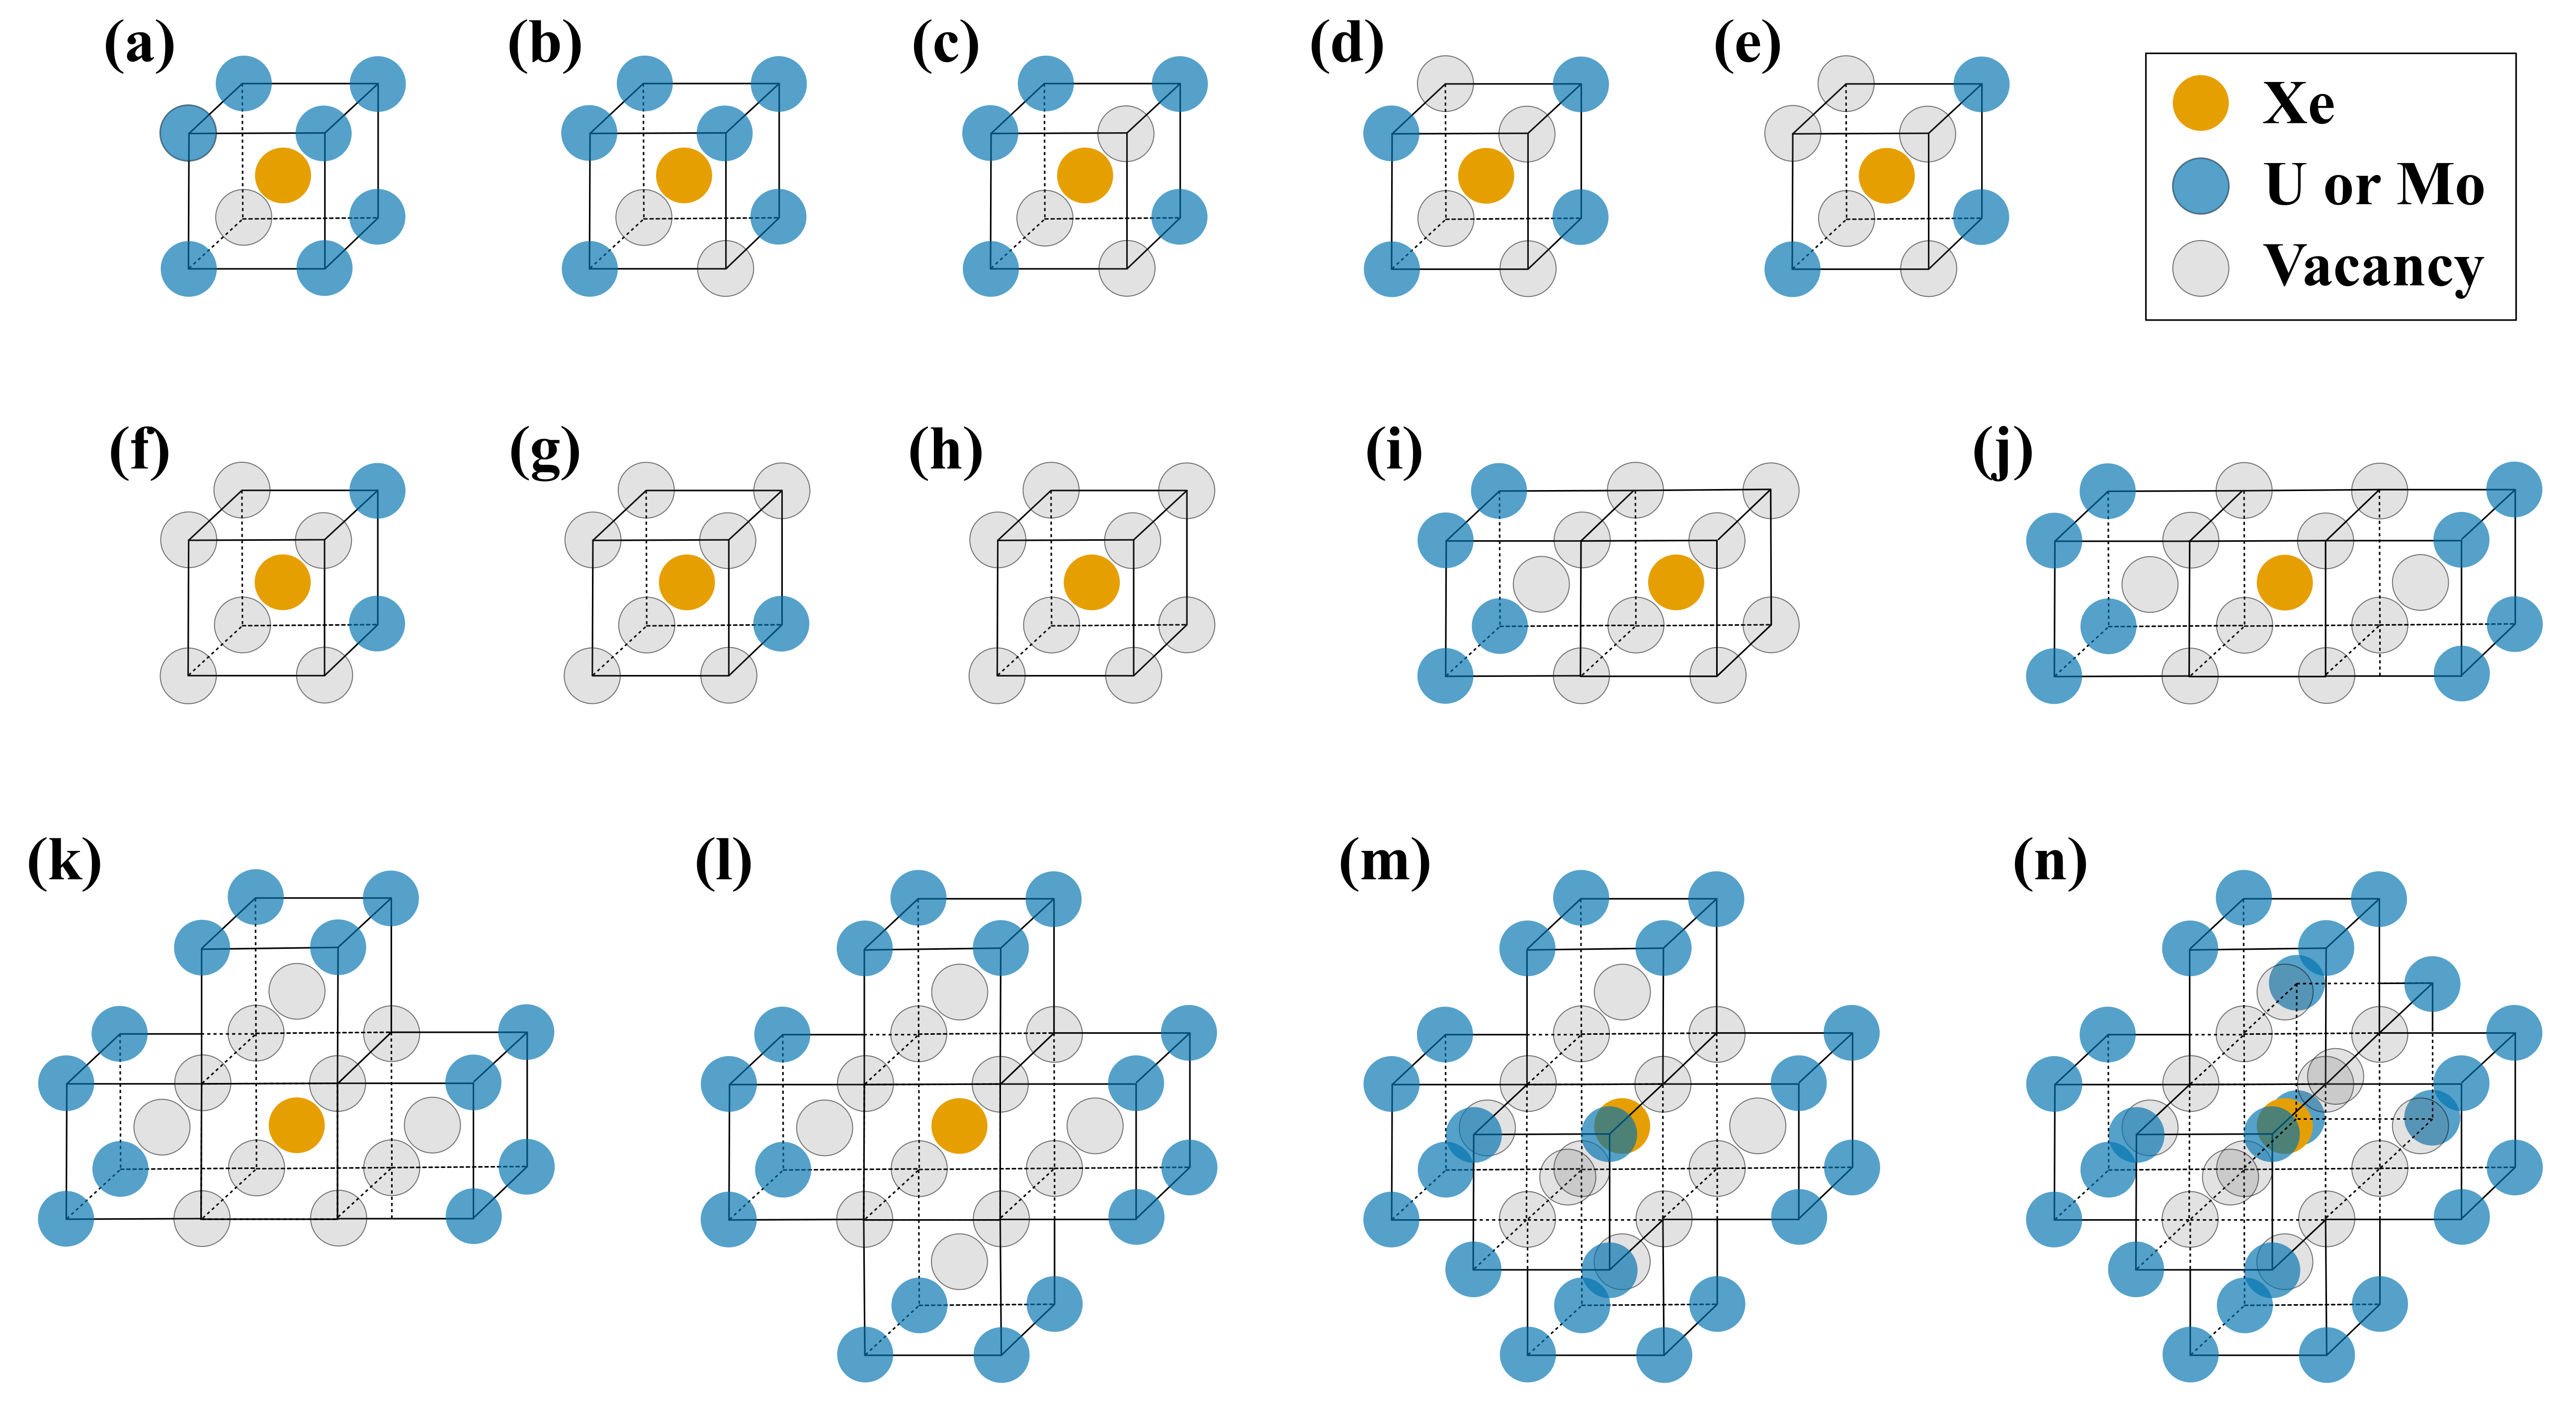 (a)
(b)
(c)
(d)
(e)
Xe
U or Mo
Vacancy
(f)
(g)
(h)
(i)
(j)
(k)
(l)
(m)
(n)